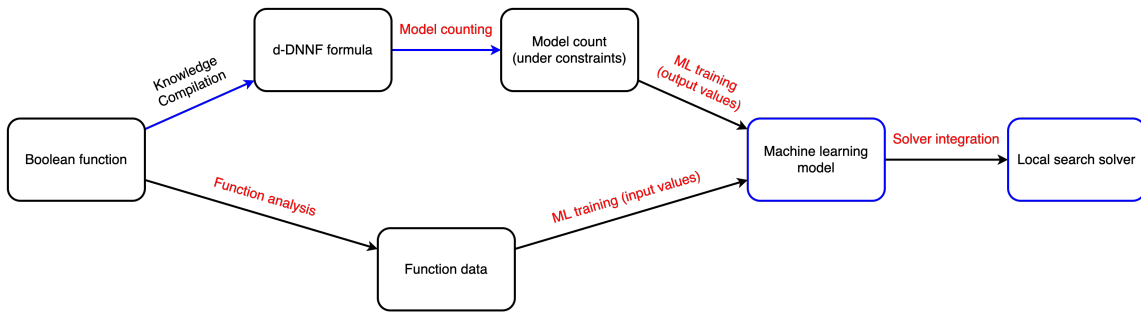 Boolean function
Knowledge
Compilation
d-DNNF formula
Model counting
Model count
(under constraints)
ML training
(output values)
Function analysis
Function data
ML training (input values)
Machine learning
model
Solver integration
Local search solver